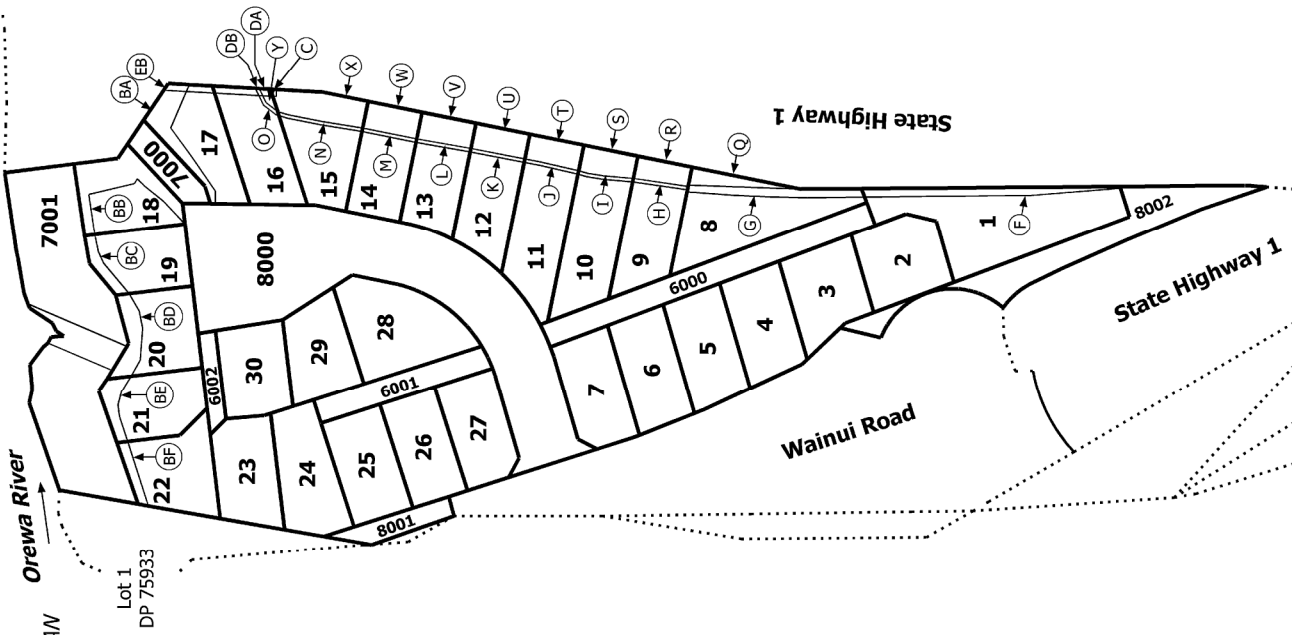 Orewa River
AN
Lot 1
DP 75933
7001
7000
EB
BA
DB
DA
Y
C
X
W
V
U
T
S
R
Q
State Highway 1
17
O
16
N
15
M
14
L
13
K
12
J
11
I
10
H
9
G
8
F
1
8002
BB
18
BC
19
BD
20
BE
21
BF
22
8000
6002
30
29
28
6001
23
24
25
26
27
8001
6000
7
6
5
4
3
2
Wainui Road
State Highway 1